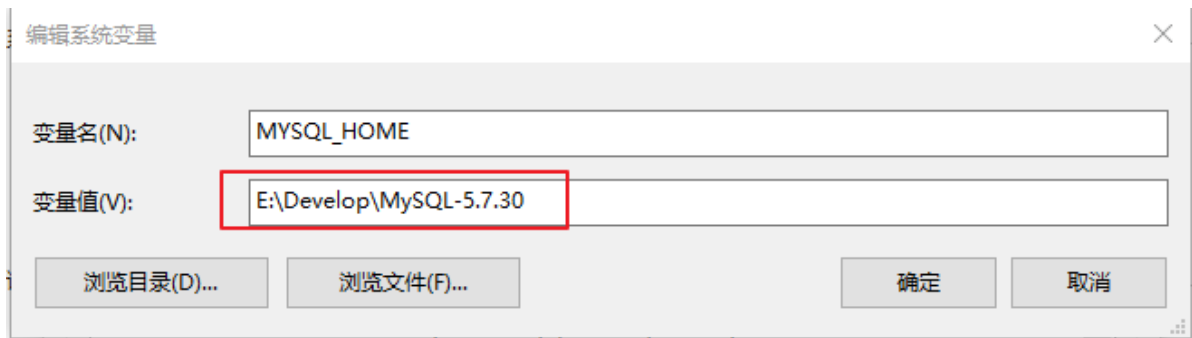 编辑系统变量
变量名(N):
MYSQL_HOME
变量值(V):
E:\Develop\MySQL-5.7.30
浏览目录(D)...
浏览文件(F)...
确定
取消